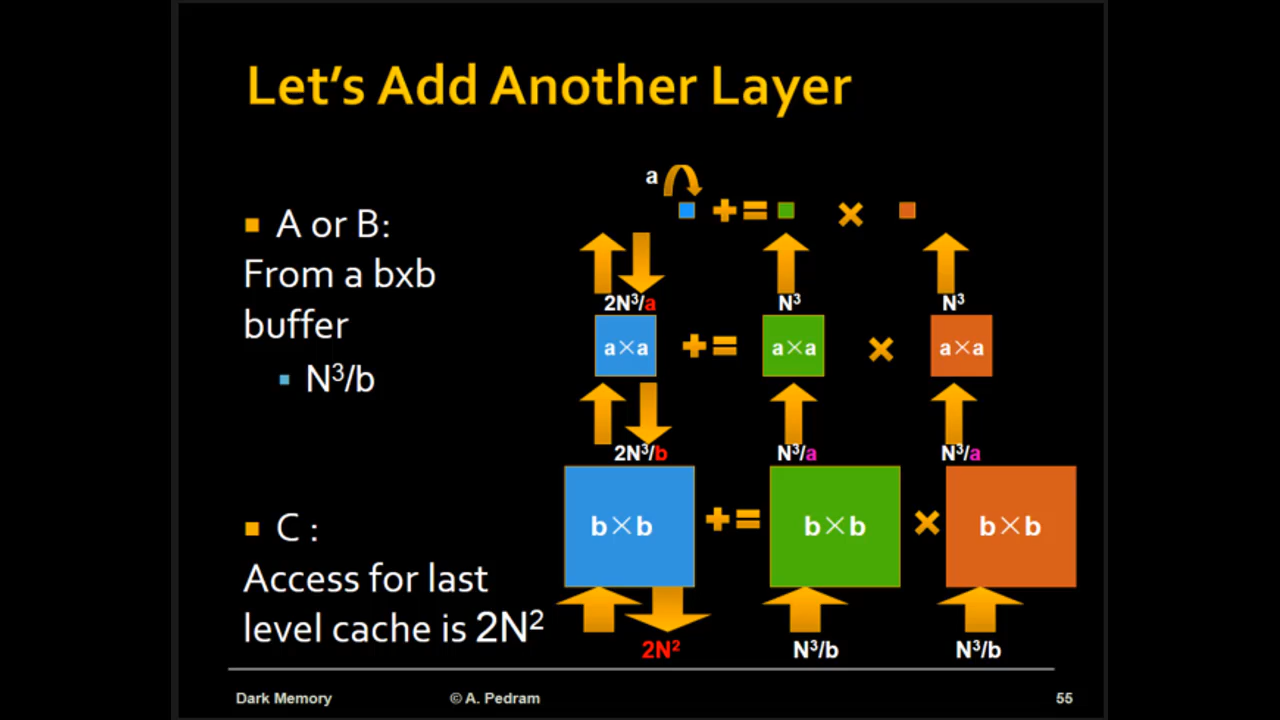 Let's Add Another Layer
A or B:
From a bxb
buffer
N³/b
C :
Access for last
level cache is 2N²
a
+= ×
2N³/a N³ N³
a×a += a×a × a×a
2N³/b N³/a N³/a
b×b += b×b × b×b
2N² N³/b N³/b
Dark Memory © A. Pedram 55